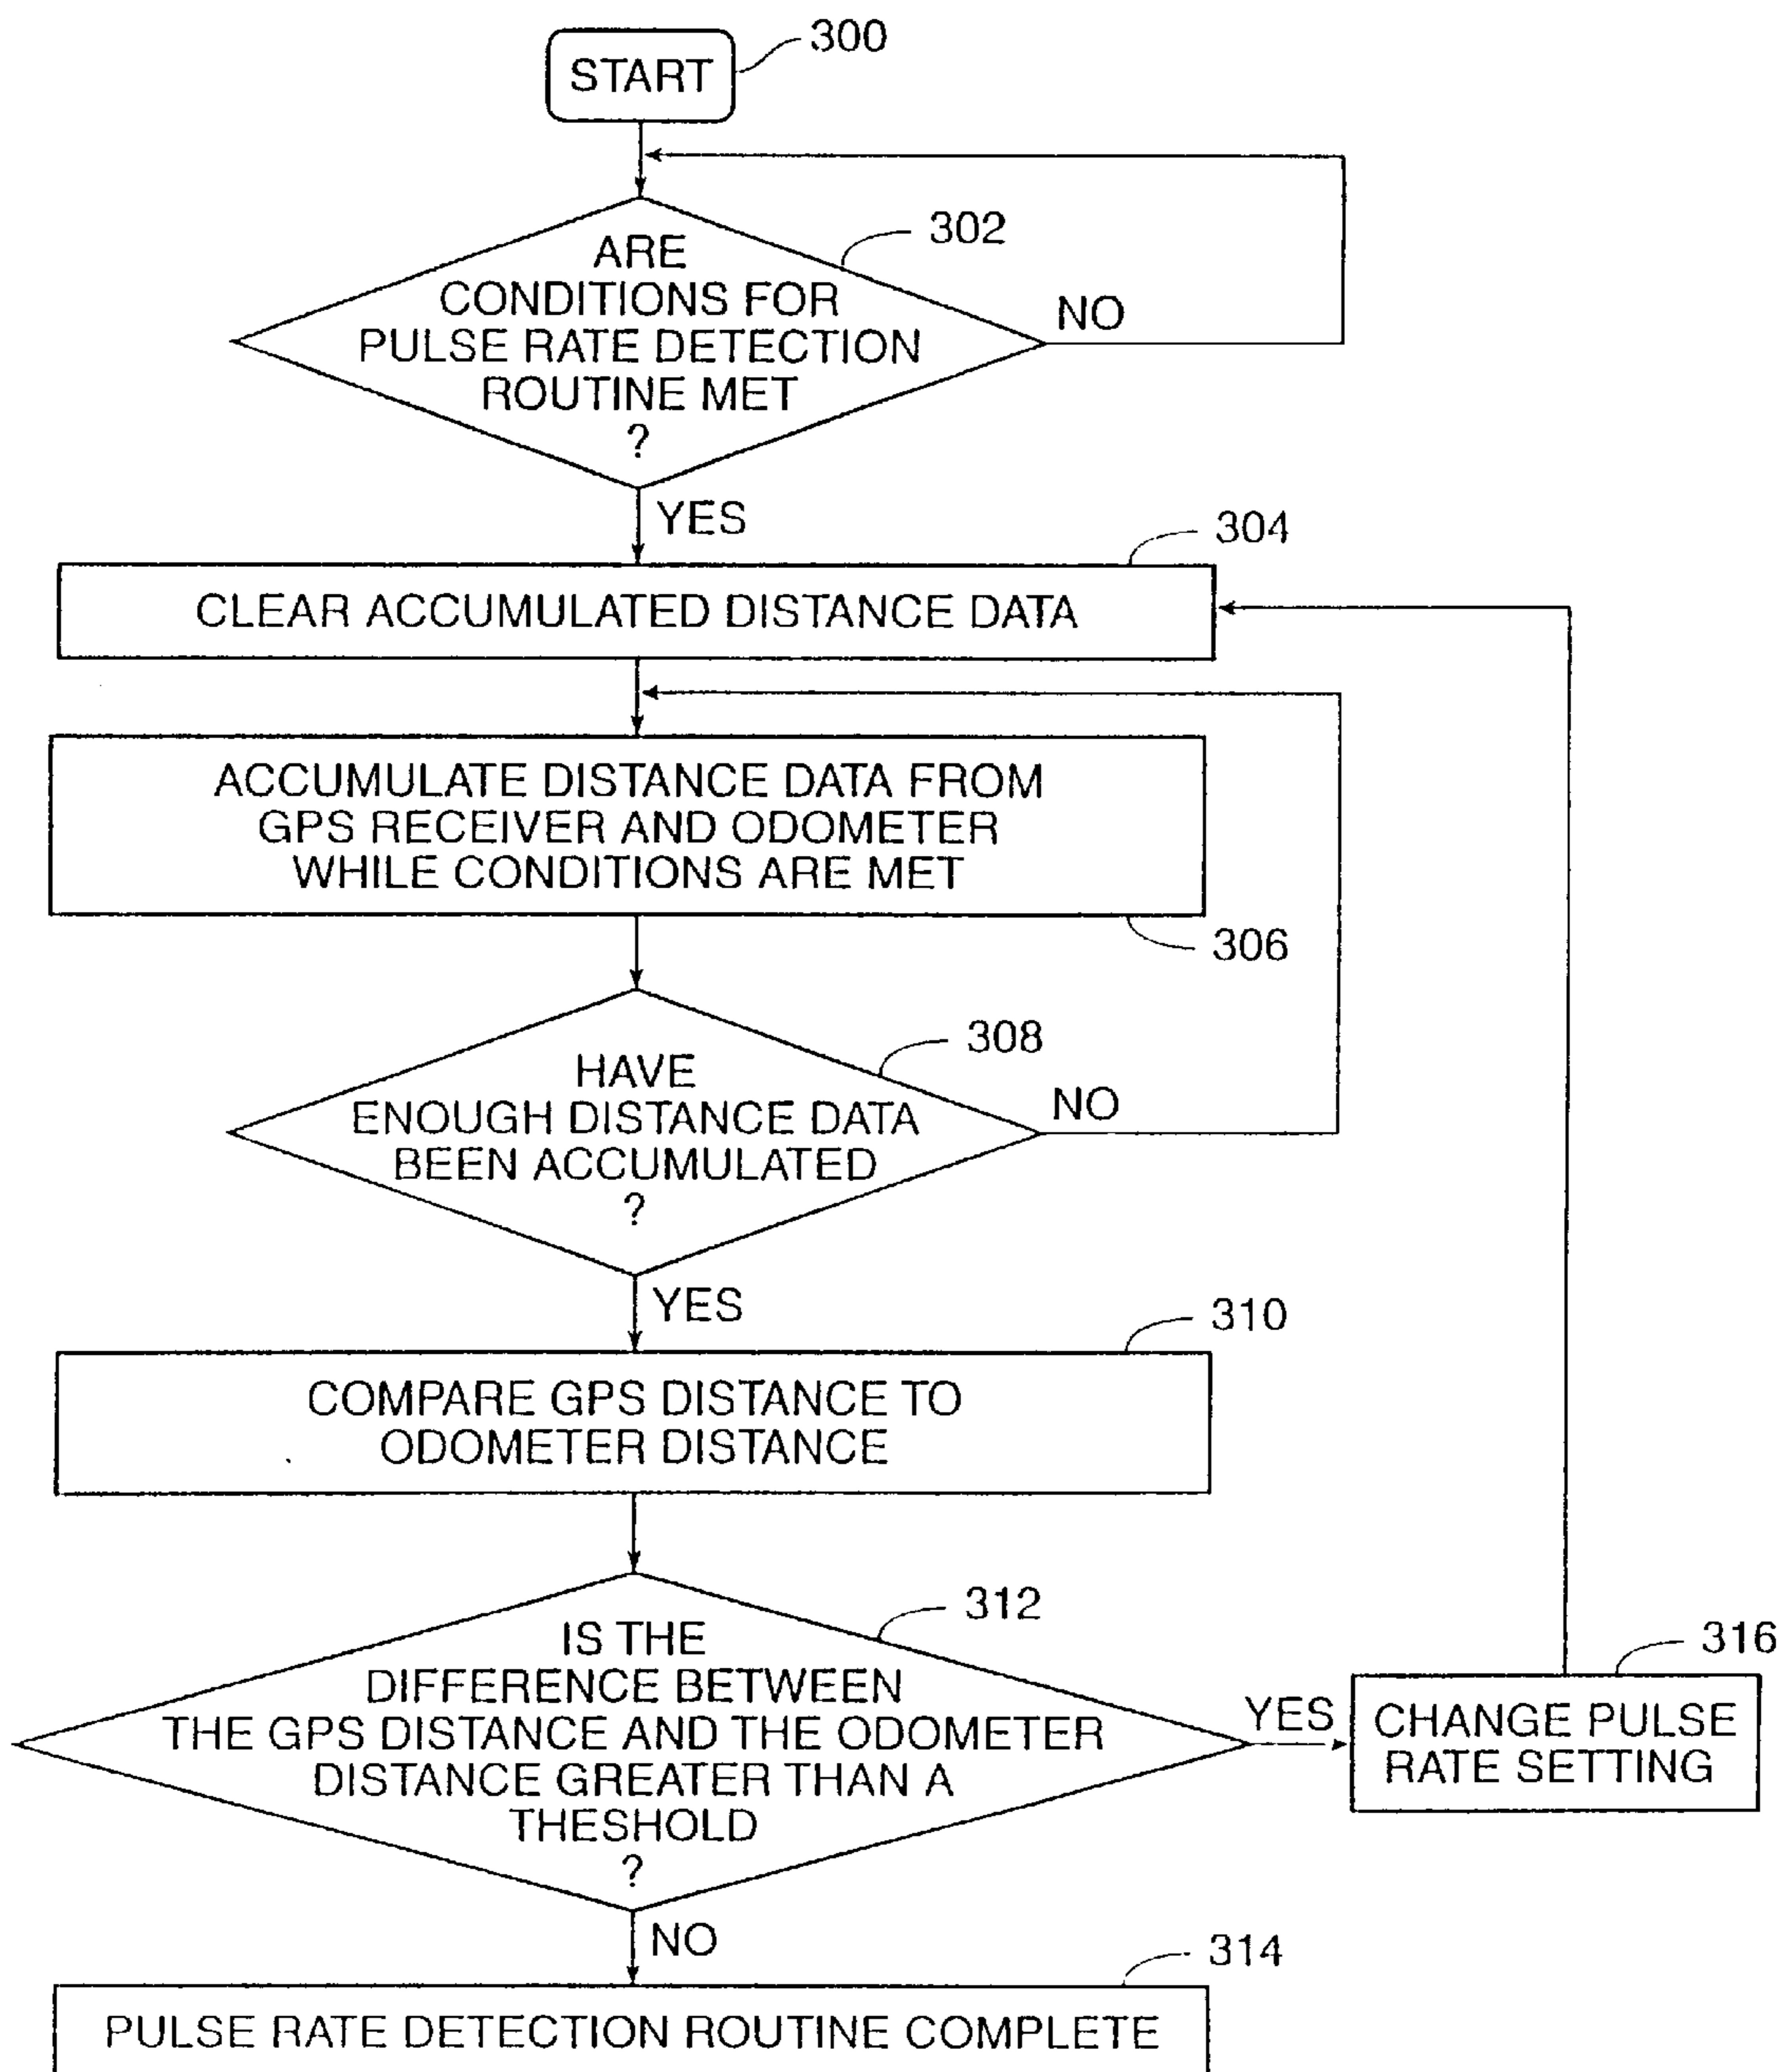 300
START
302
ARE
CONDITIONS FOR
PULSE RATE DETECTION
ROUTINE MET
?
NO
YES
304
CLEAR ACCUMULATED DISTANCE DATA
ACCUMULATE DISTANCE DATA FROM
GPS RECEIVER AND ODOMETER
WHILE CONDITIONS ARE MET
306
308
HAVE
ENOUGH DISTANCE DATA
BEEN ACCUMULATED
?
NO
YES
310
COMPARE GPS DISTANCE TO
ODOMETER DISTANCE
312
IS THE
DIFFERENCE BETWEEN
THE GPS DISTANCE AND THE ODOMETER
DISTANCE GREATER THAN A
THESHOLD
?
YES
316
CHANGE PULSE
RATE SETTING
NO
314
PULSE RATE DETECTION ROUTINE COMPLETE